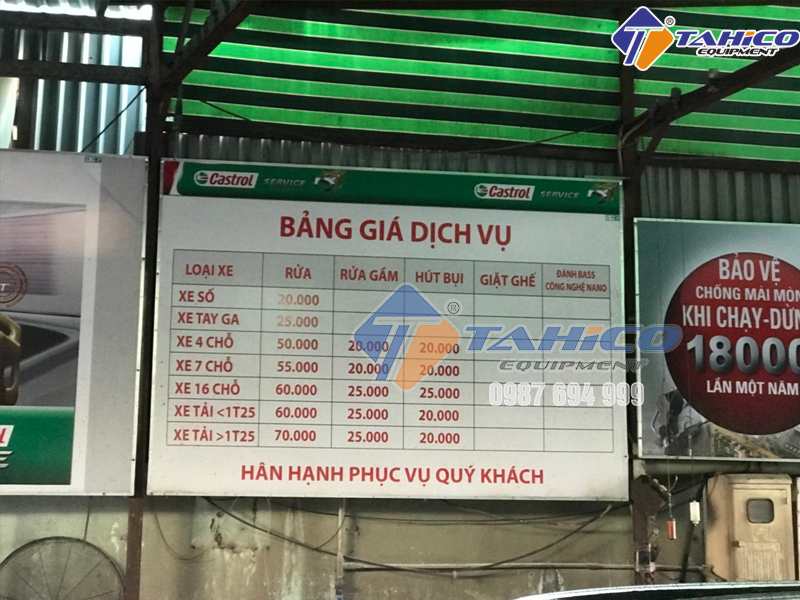 TAHiCO®
EQUIPMENT
Castrol SERVICE
Castrol SERVICE
BẢNG GIÁ DỊCH VỤ
LOẠI XE RỬA RỬA GẦM HÚT BỤI GIẶT GHẾ ĐÁNH BASS CÔNG NGHỆ NANO
XE SỐ 20.000
XE TAY GA 25.000
XE 4 CHỖ 50.000 20.000 20.000
XE 7 CHỖ 55.000 20.000 20.000
XE 16 CHỖ 60.000 25.000 25.000
XE TẢI <1T25 60.000 25.000 20,000
XE TẢI >1T25 70.000 25.000 20.000
HÂN HẠNH PHỤC VỤ QUÝ KHÁCH
TAHiCO®
EQUIPMENT
0987 694 999
BẢO VỆ
CHỐNG MÀI MÒN
KHI CHẠY-DỪN
18000
LẦN MỘT NĂM